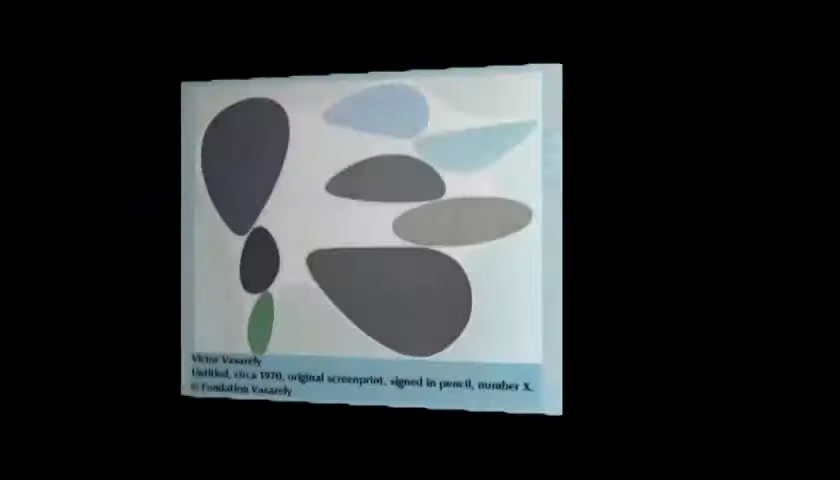 Victor Vasarely
Untitled, circa 1970, original screenprint, signed in pencil, number X.
© Fondation Vasarely